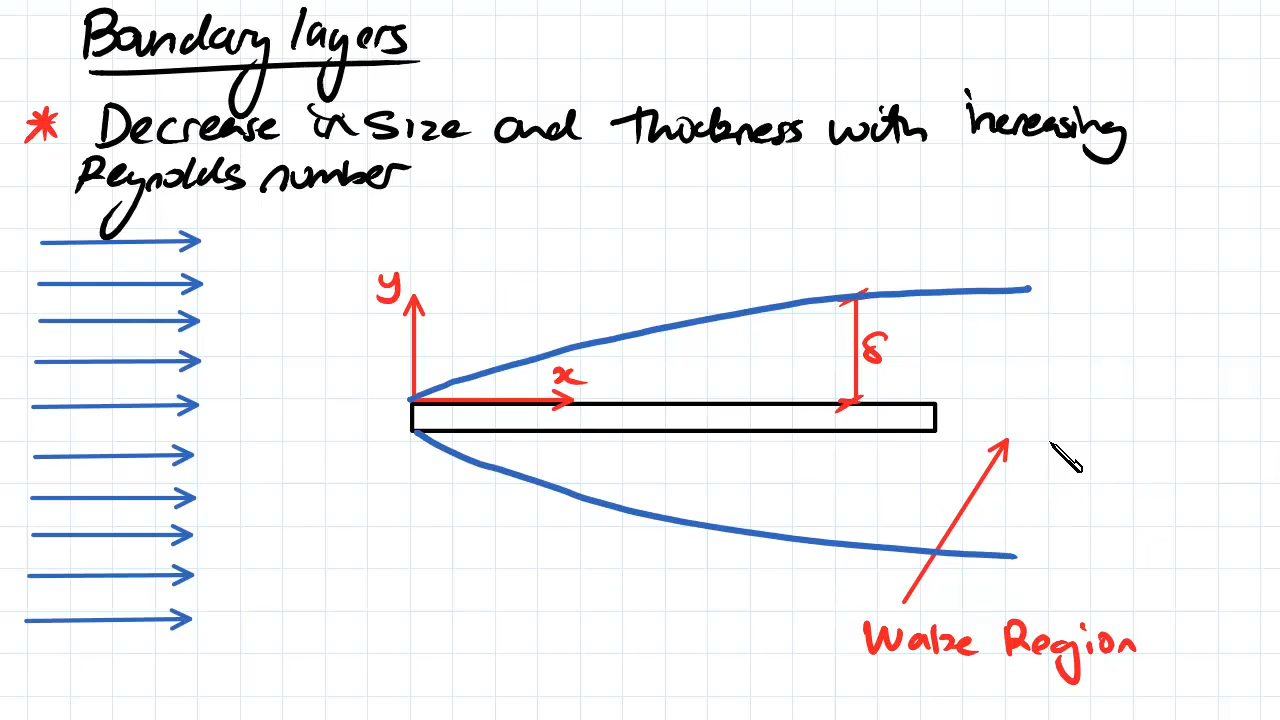 Boundary layers
* Decrease in size and thickness with increasing
Reynolds number
y
x
δ
Wake Region